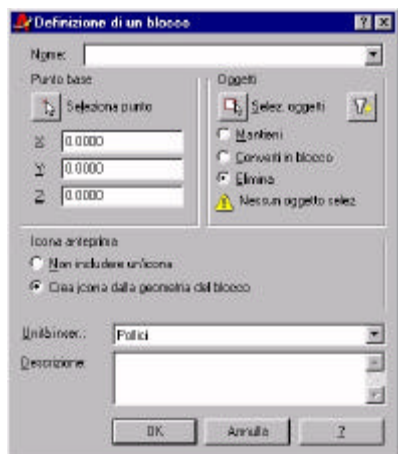 Definizione di un blocco
? ×
Nome:
Punto base
Seleziona punto
X 0.0000
Y 0.0000
Z 0.0000
Oggetti
Selez. oggetti
Mantieni
Converti in blocco
Elimina
Nessun oggetto selez.
Icona anteprima
Non includere un'icona
Crea icona dalla geometria del blocco
Unità inser.: Pollici
Descrizione:
OK Annulla ?